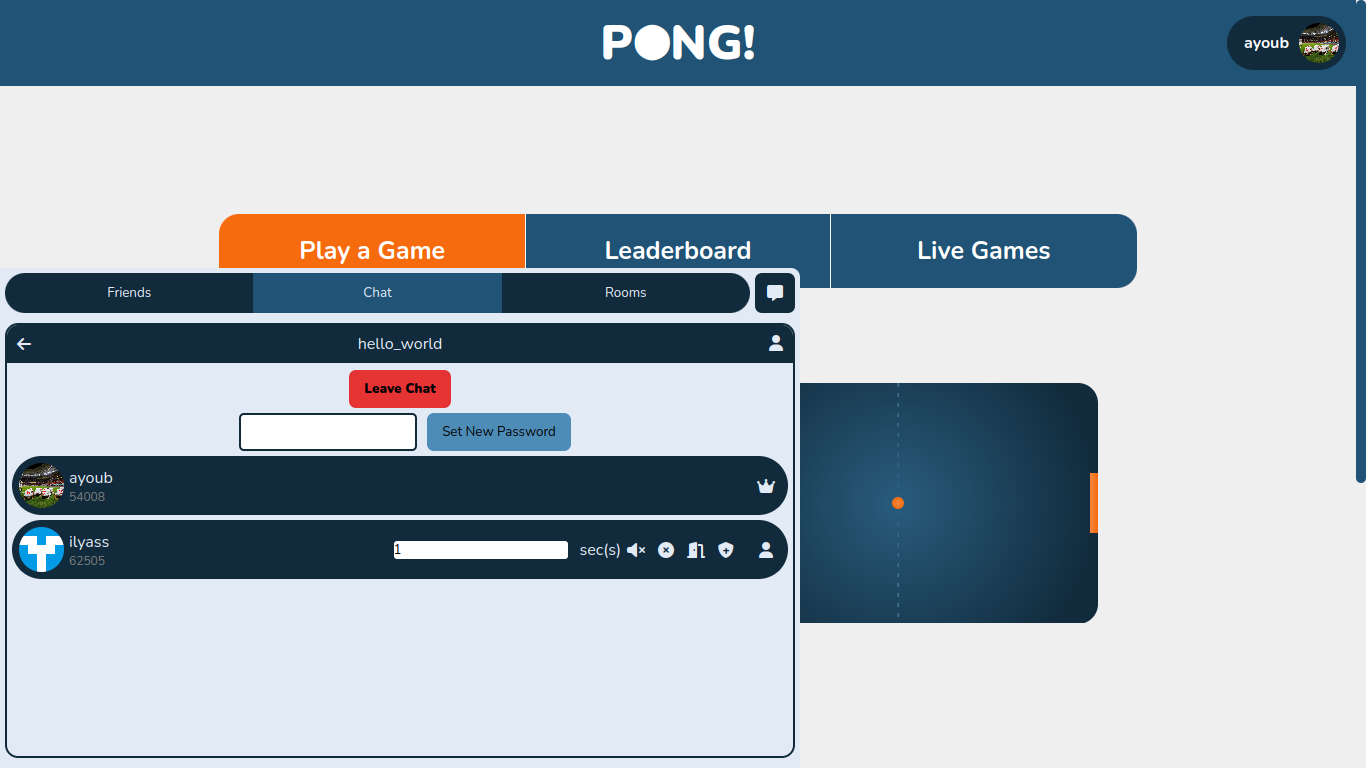 PONG!
ayoub
Play a Game
Leaderboard
Live Games
Friends
Chat
Rooms
hello_world
Leave Chat
Set New Password
ayoub
54008
ilyass
62505
1
sec(s)